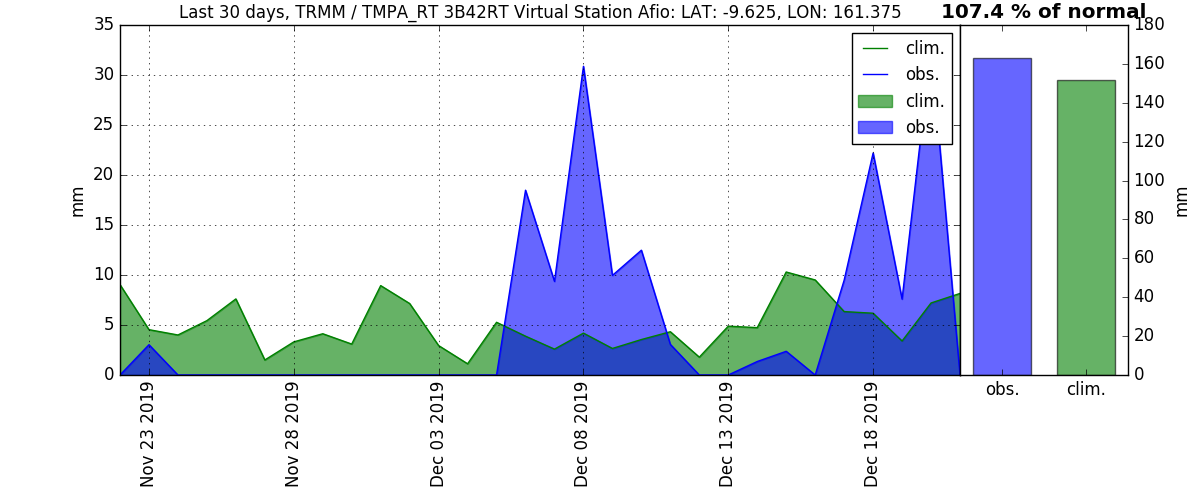 Last 30 days, TRMM / TMPA_RT 3B42RT Virtual Station Afio: LAT: -9.625, LON: 161.375
107.4 % of normal
35
30
25
20
15
10
5
0
mm
clim.
obs.
clim.
obs.
180
160
140
120
100
80
60
40
20
0
mm
obs.
clim.
Nov 23 2019
Nov 28 2019
Dec 03 2019
Dec 08 2019
Dec 13 2019
Dec 18 2019